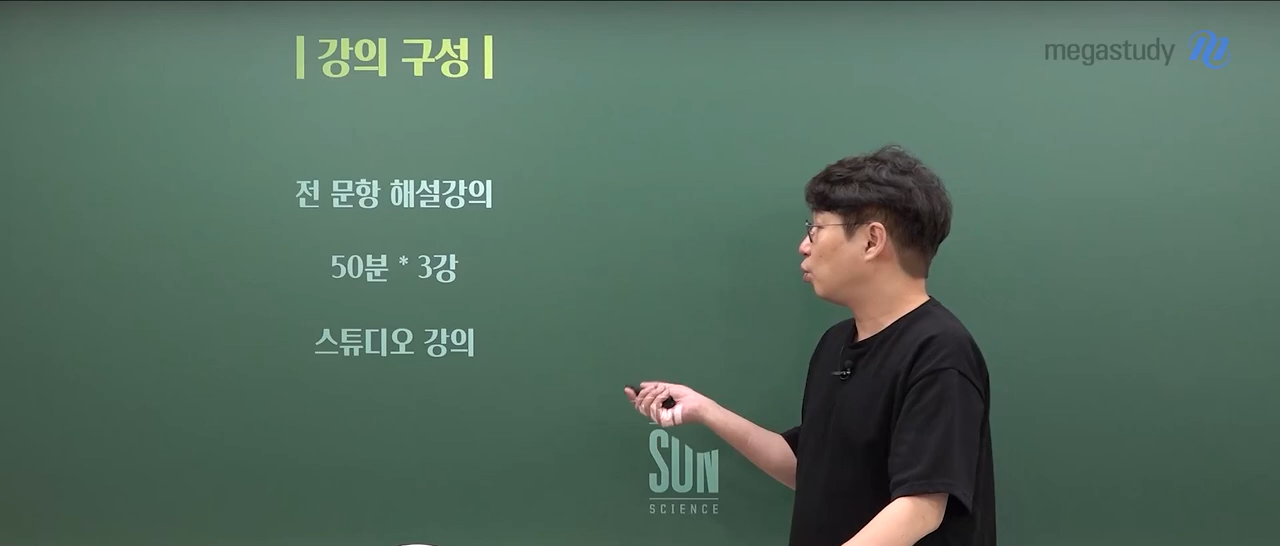 | 강의 구성 |
megastudy
전 문항 해설강의
50분 * 3강
스튜디오 강의
SUN
SCIENCE